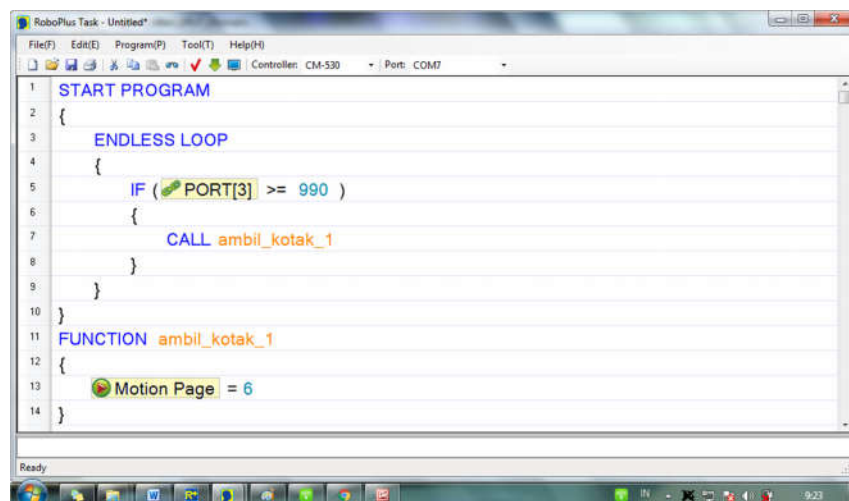 RoboPlus Task - Untitled*
File(F) Edit(E) Program(P) Tool(T) Help(H)
Controller: CM-530 Port: COM7
1 START PROGRAM
2 {
3 ENDLESS LOOP
4 {
5 IF ( PORT[3] >= 990 )
6 {
7 CALL ambil_kotak_1
8 }
9 }
10 }
11 FUNCTION ambil_kotak_1
12 {
13 Motion Page = 6
14 }
Ready
IN 9:23